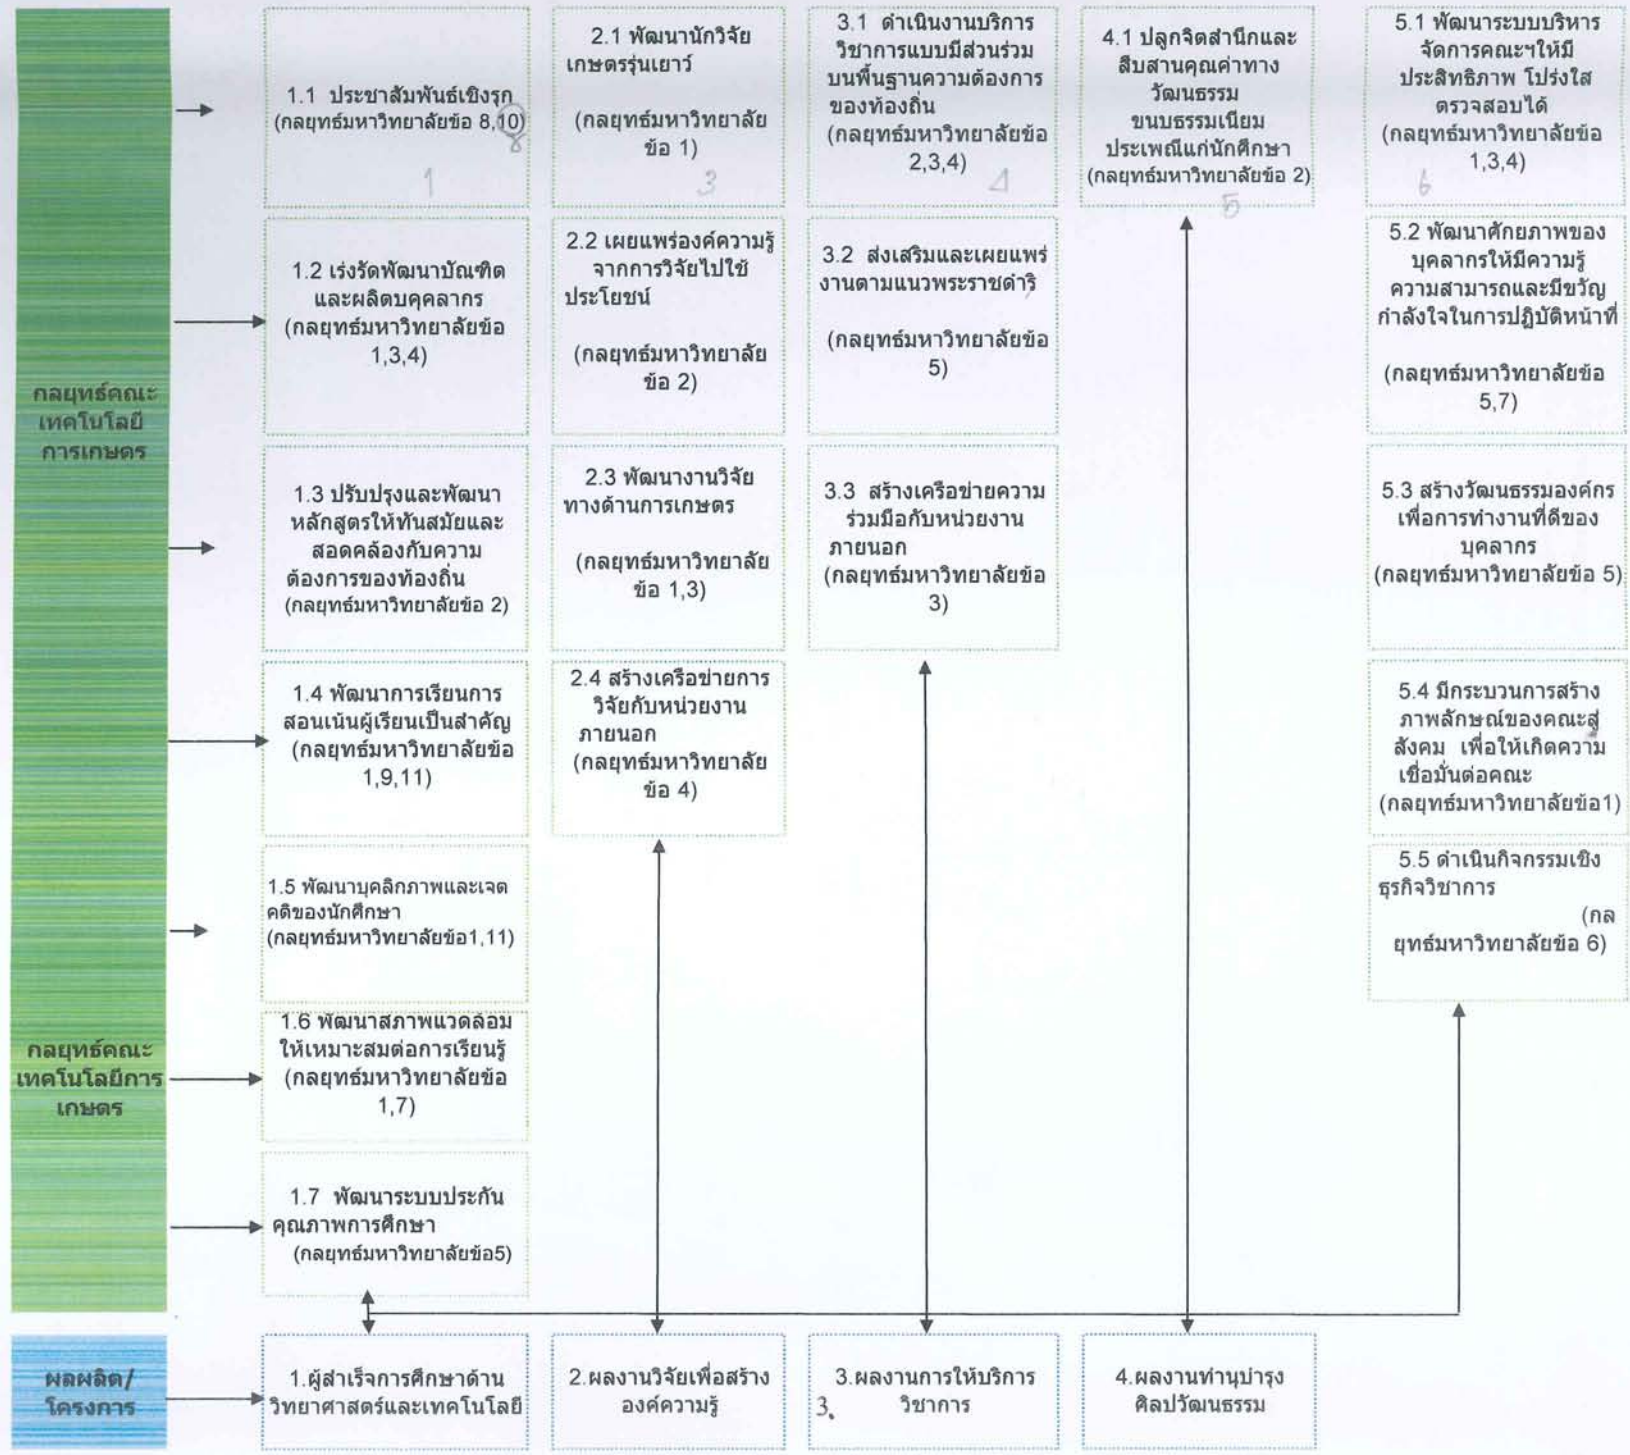 กลยุทธ์คณะ
เทคโนโลยี
การเกษตร
กลยุทธ์คณะ
เทคโนโลยีการ
เกษตร
1.1 ประชาสัมพันธ์เชิงรุก
(กลยุทธ์มหาวิทยาลัยข้อ 8,10)
8
1
1.2 เร่งรัดพัฒนาบัณฑิต
และผลิตบุคลากร
(กลยุทธ์มหาวิทยาลัยข้อ
1,3,4)
1.3 ปรับปรุงและพัฒนา
หลักสูตรให้ทันสมัยและ
สอดคล้องกับความ
ต้องการของท้องถิ่น
(กลยุทธ์มหาวิทยาลัยข้อ 2)
1.4 พัฒนาการเรียนการ
สอนเน้นผู้เรียนเป็นสำคัญ
(กลยุทธ์มหาวิทยาลัยข้อ
1,9,11)
1.5 พัฒนาบุคลิกภาพและเจต
คติของนักศึกษา
(กลยุทธ์มหาวิทยาลัยข้อ1,11)
1.6 พัฒนาสภาพแวดล้อม
ให้เหมาะสมต่อการเรียนรู้
(กลยุทธ์มหาวิทยาลัยข้อ
1,7)
1.7 พัฒนาระบบประกัน
คุณภาพการศึกษา
(กลยุทธ์มหาวิทยาลัยข้อ5)
2.1 พัฒนานักวิจัย
เกษตรรุ่นเยาว์
(กลยุทธ์มหาวิทยาลัย
ข้อ 1)
3
2.2 เผยแพร่องค์ความรู้
จากการวิจัยไปใช้
ประโยชน์
(กลยุทธ์มหาวิทยาลัย
ข้อ 2)
2.3 พัฒนางานวิจัย
ทางด้านการเกษตร
(กลยุทธ์มหาวิทยาลัย
ข้อ 1,3)
2.4 สร้างเครือข่ายการ
วิจัยกับหน่วยงาน
ภายนอก
(กลยุทธ์มหาวิทยาลัย
ข้อ 4)
3.1 ดำเนินงานบริการ
วิชาการแบบมีส่วนร่วม
บนพื้นฐานความต้องการ
ของท้องถิ่น
(กลยุทธ์มหาวิทยาลัยข้อ
2,3,4)
4
3.2 ส่งเสริมและเผยแพร่
งานตามแนวพระราชดำริ
(กลยุทธ์มหาวิทยาลัยข้อ
5)
3.3 สร้างเครือข่ายความ
ร่วมมือกับหน่วยงาน
ภายนอก
(กลยุทธ์มหาวิทยาลัยข้อ
3)
4.1 ปลูกจิตสำนึกและ
สืบสานคุณค่าทาง
วัฒนธรรม
ขนบธรรมเนียม
ประเพณีแก่นักศึกษา
(กลยุทธ์มหาวิทยาลัยข้อ 2)
5
5.1 พัฒนาระบบบริหาร
จัดการคณะฯให้มี
ประสิทธิภาพ โปร่งใส
ตรวจสอบได้
(กลยุทธ์มหาวิทยาลัยข้อ
1,3,4)
6
5.2 พัฒนาศักยภาพของ
บุคลากรให้มีความรู้
ความสามารถและมีขวัญ
กำลังใจในการปฏิบัติหน้าที่
(กลยุทธ์มหาวิทยาลัยข้อ
5,7)
5.3 สร้างวัฒนธรรมองค์กร
เพื่อการทำงานที่ดีของ
บุคลากร
(กลยุทธ์มหาวิทยาลัยข้อ 5)
5.4 มีกระบวนการสร้าง
ภาพลักษณ์ของคณะสู่
สังคม เพื่อให้เกิดความ
เชื่อมั่นต่อคณะ
(กลยุทธ์มหาวิทยาลัยข้อ1)
5.5 ดำเนินกิจกรรมเชิง
ธุรกิจวิชาการ
(กล
ยุทธ์มหาวิทยาลัยข้อ 6)
ผลผลิต/
โครงการ
1.ผู้สำเร็จการศึกษาด้าน
วิทยาศาสตร์และเทคโนโลยี
2.ผลงานวิจัยเพื่อสร้าง
องค์ความรู้
3.ผลงานการให้บริการ
3. วิชาการ
4.ผลงานทำนุบำรุง
ศิลปวัฒนธรรม